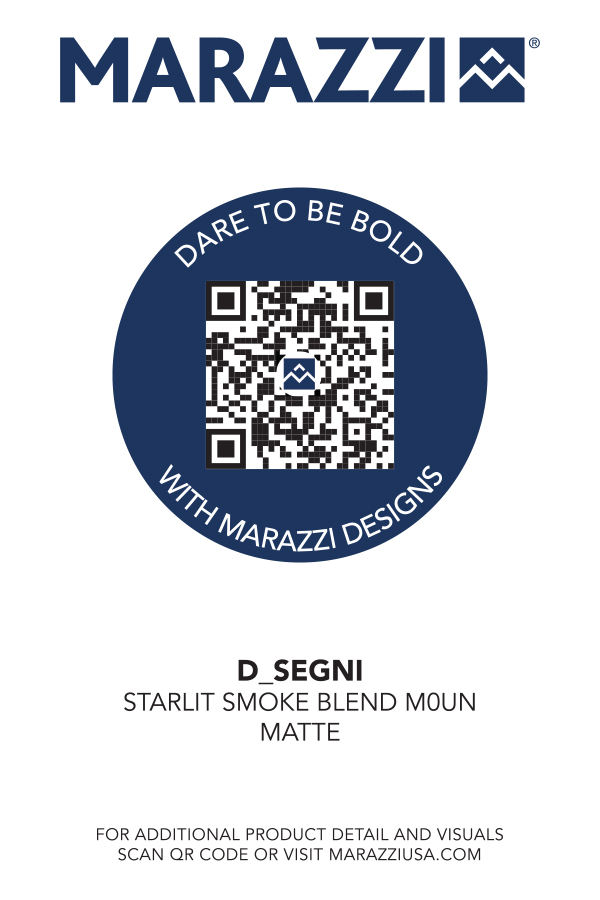 MARAZZI®
DARE TO BE BOLD
WITH MARAZZI DESIGNS
D_SEGNI
STARLIT SMOKE BLEND M0UN
MATTE
FOR ADDITIONAL PRODUCT DETAIL AND VISUALS
SCAN QR CODE OR VISIT MARAZZIUSA.COM